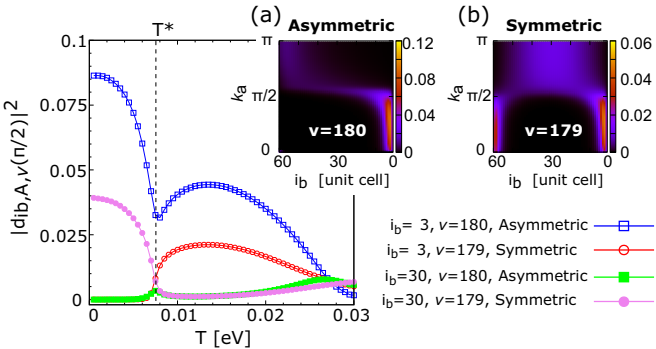 (a) Asymmetric
(b) Symmetric
T*
0.1
0.075
0.05
0.025
0
0 0.01 0.02 0.03
T [eV]
|d_{ib,A,ν}(π/2)|²
π
π/2
0
k_a
60 30 0
i_b [unit cell]
v=180
0.12
0.08
0.04
0
π
π/2
0
k_a
60 30 0
i_b [unit cell]
v=179
0.06
0.04
0.02
0
i_b= 3, ν=180, Asymmetric
i_b= 3, ν=179, Symmetric
i_b=30, ν=180, Asymmetric
i_b=30, ν=179, Symmetric